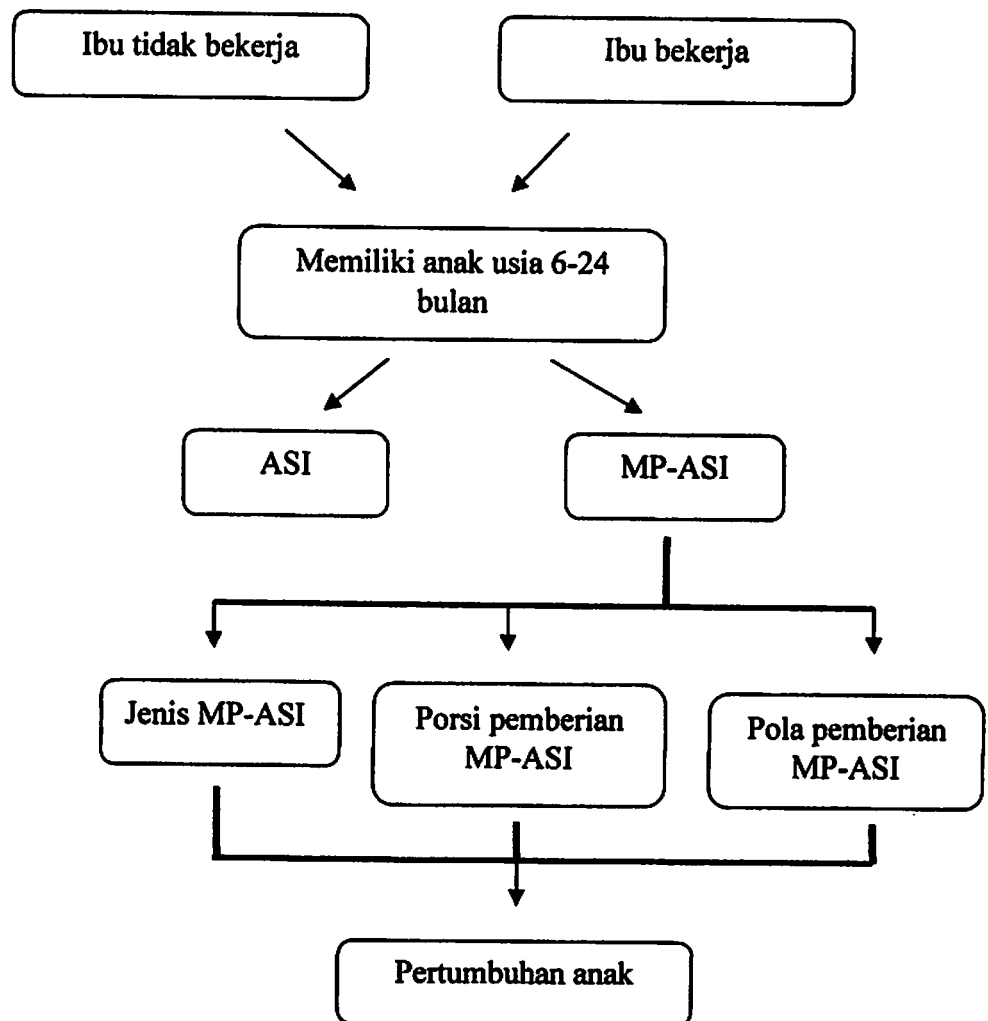 Ibu tidak bekerja
Ibu bekerja
Memiliki anak usia 6-24
bulan
ASI
MP-ASI
Jenis MP-ASI
Porsi pemberian
MP-ASI
Pola pemberian
MP-ASI
Pertumbuhan anak